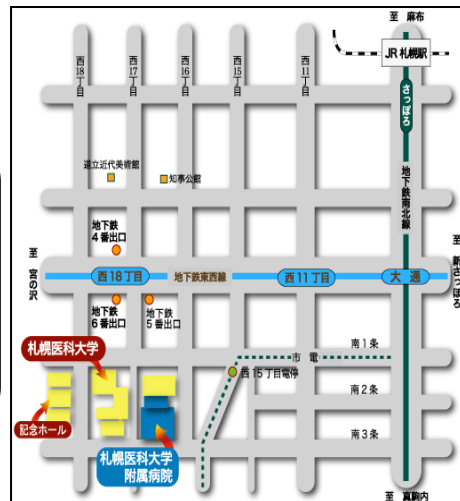 至 麻布
JR 札幌駅
西18丁目
西17丁目
西16丁目
西15丁目
西11丁目
さっぽろ
地下鉄南北線
道立近代美術館
知事公館
地下鉄
4番出口
至 宮の沢
西18丁目
地下鉄東西線
西11丁目
大通
至 新さっぽろ
地下鉄
6番出口
地下鉄
5番出口
札幌医科大学
市電
南1条
西15丁目電停
南2条
記念ホール
南3条
札幌医科大学
附属病院
至 真駒内